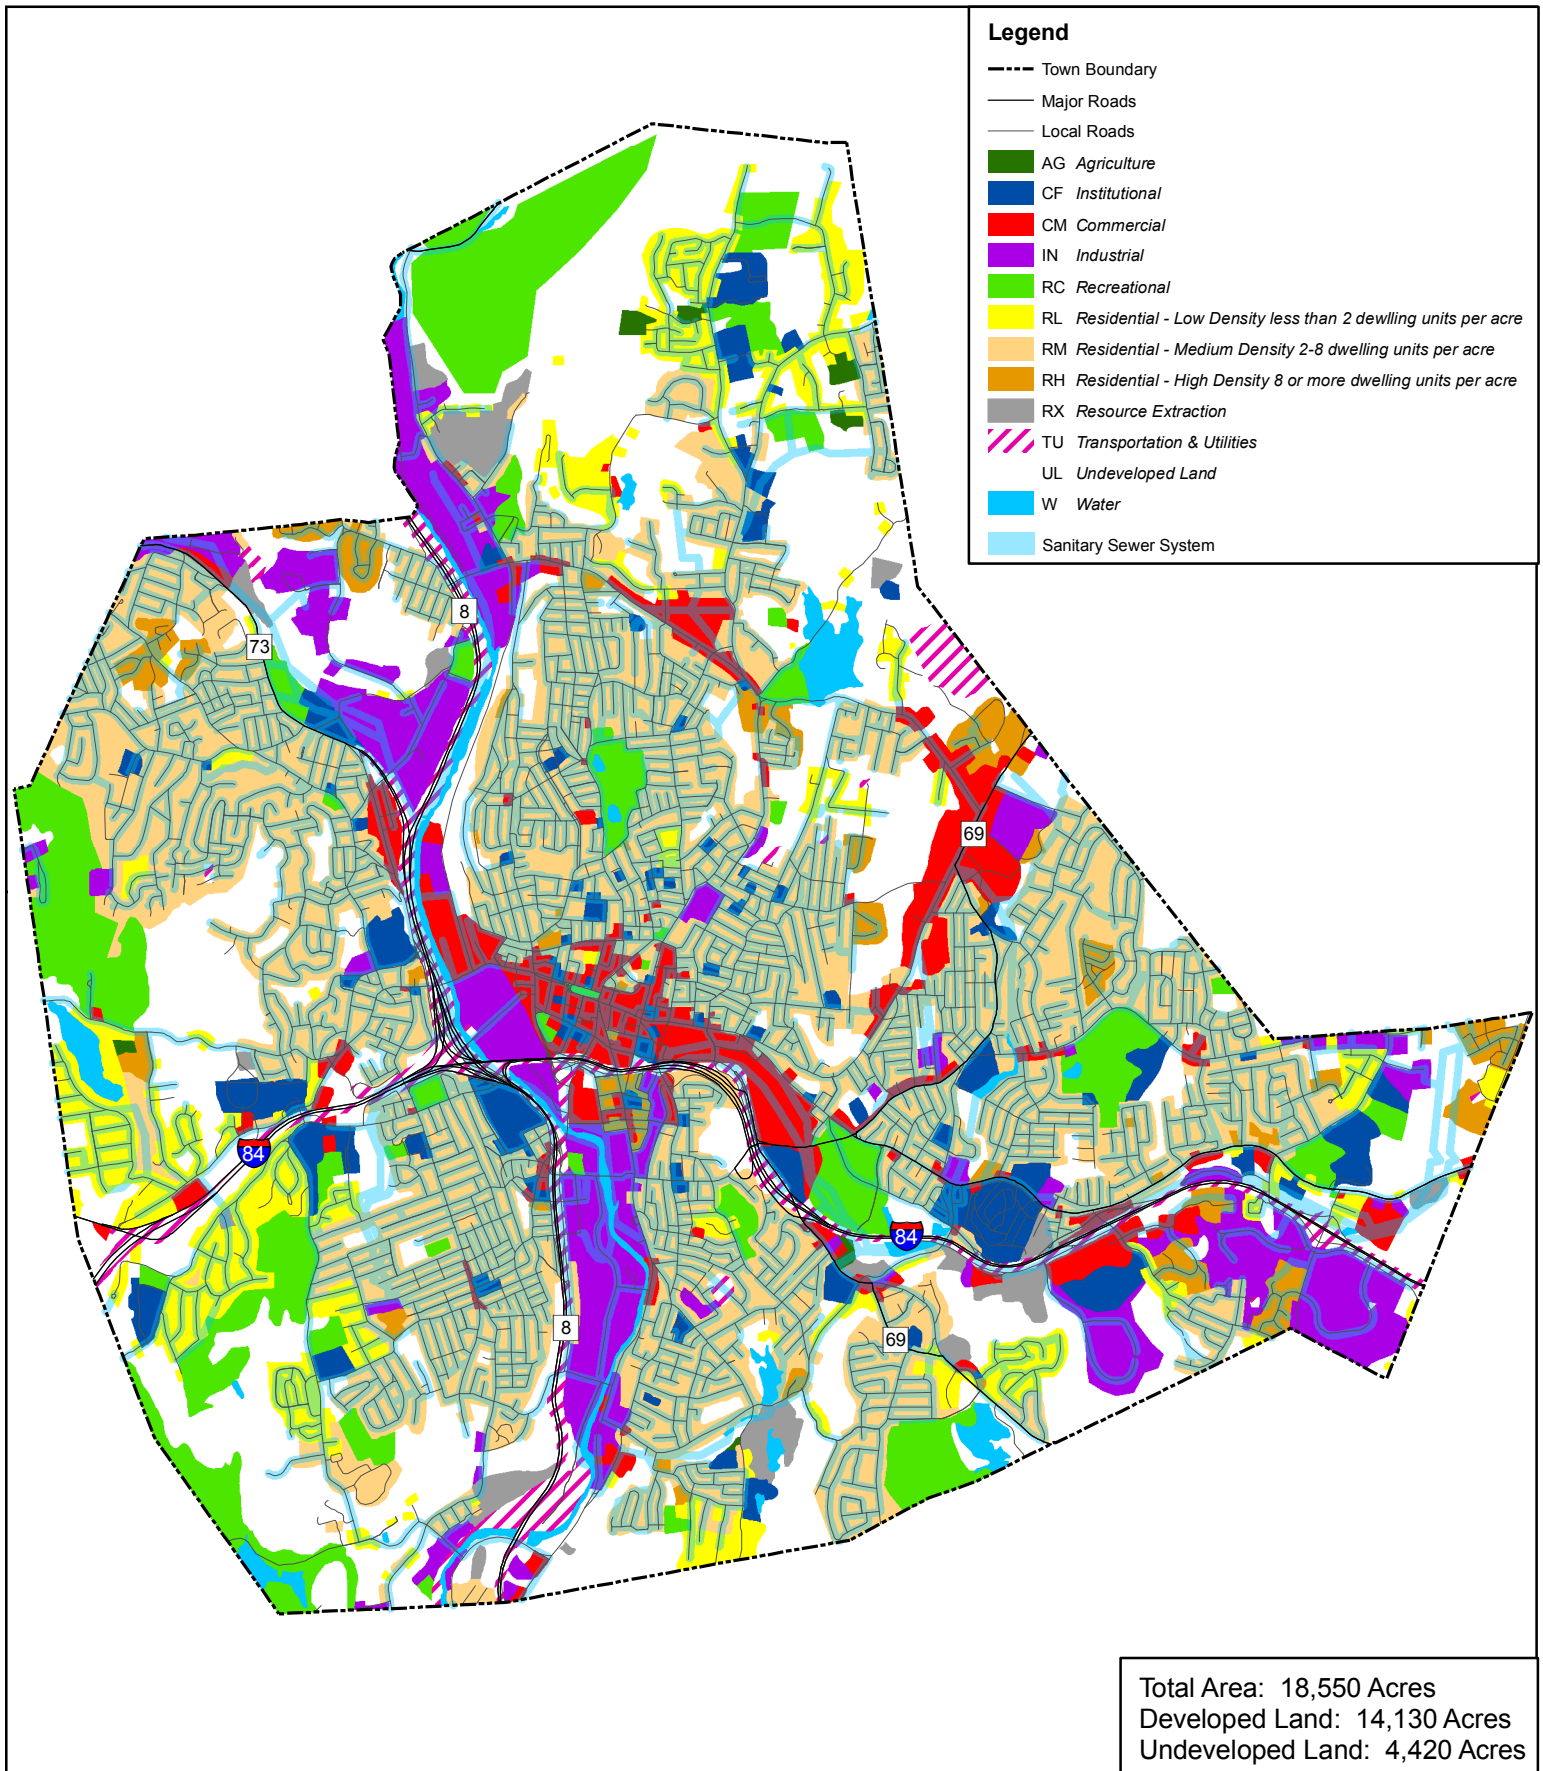 Legend
Town Boundary
Major Roads
Local Roads
AG Agriculture
CF Institutional
CM Commercial
IN Industrial
RC Recreational
RL Residential - Low Density less than 2 dewlling units per acre
RM Residential - Medium Density 2-8 dwelling units per acre
RH Residential - High Density 8 or more dwelling units per acre
RX Resource Extraction
TU Transportation & Utilities
UL Undeveloped Land
W Water
Sanitary Sewer System
8
73
69
84
84
8
69
Total Area: 18,550 Acres
Developed Land: 14,130 Acres
Undeveloped Land: 4,420 Acres